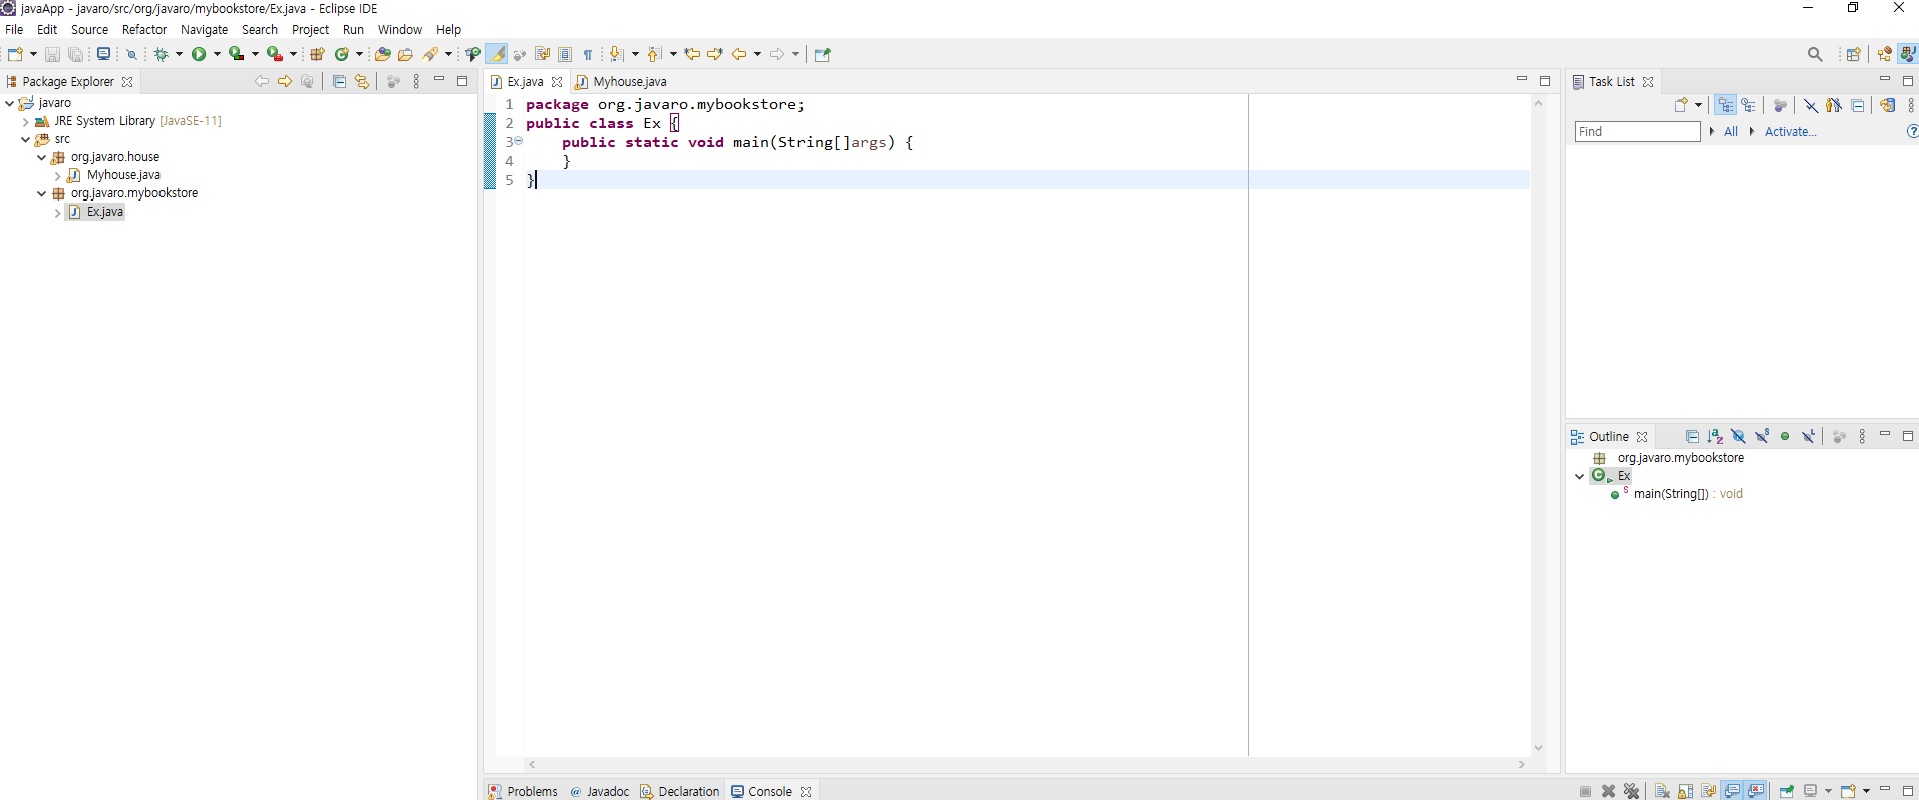 javaApp - javaro/src/org/javaro/mybookstore/Ex.java - Eclipse IDE
File Edit Source Refactor Navigate Search Project Run Window Help
Package Explorer
javaro
JRE System Library [JavaSE-11]
src
org.javaro.house
Myhouse.java
org.javaro.mybookstore
Ex.java
Ex.java Myhouse.java
1 package org.javaro.mybookstore;
2 public class Ex {
3 public static void main(String[]args) {
4 }
5 }
Task List
Find All Activate...
Outline
org.javaro.mybookstore
Ex
main(String[]) : void
Problems Javadoc Declaration Console